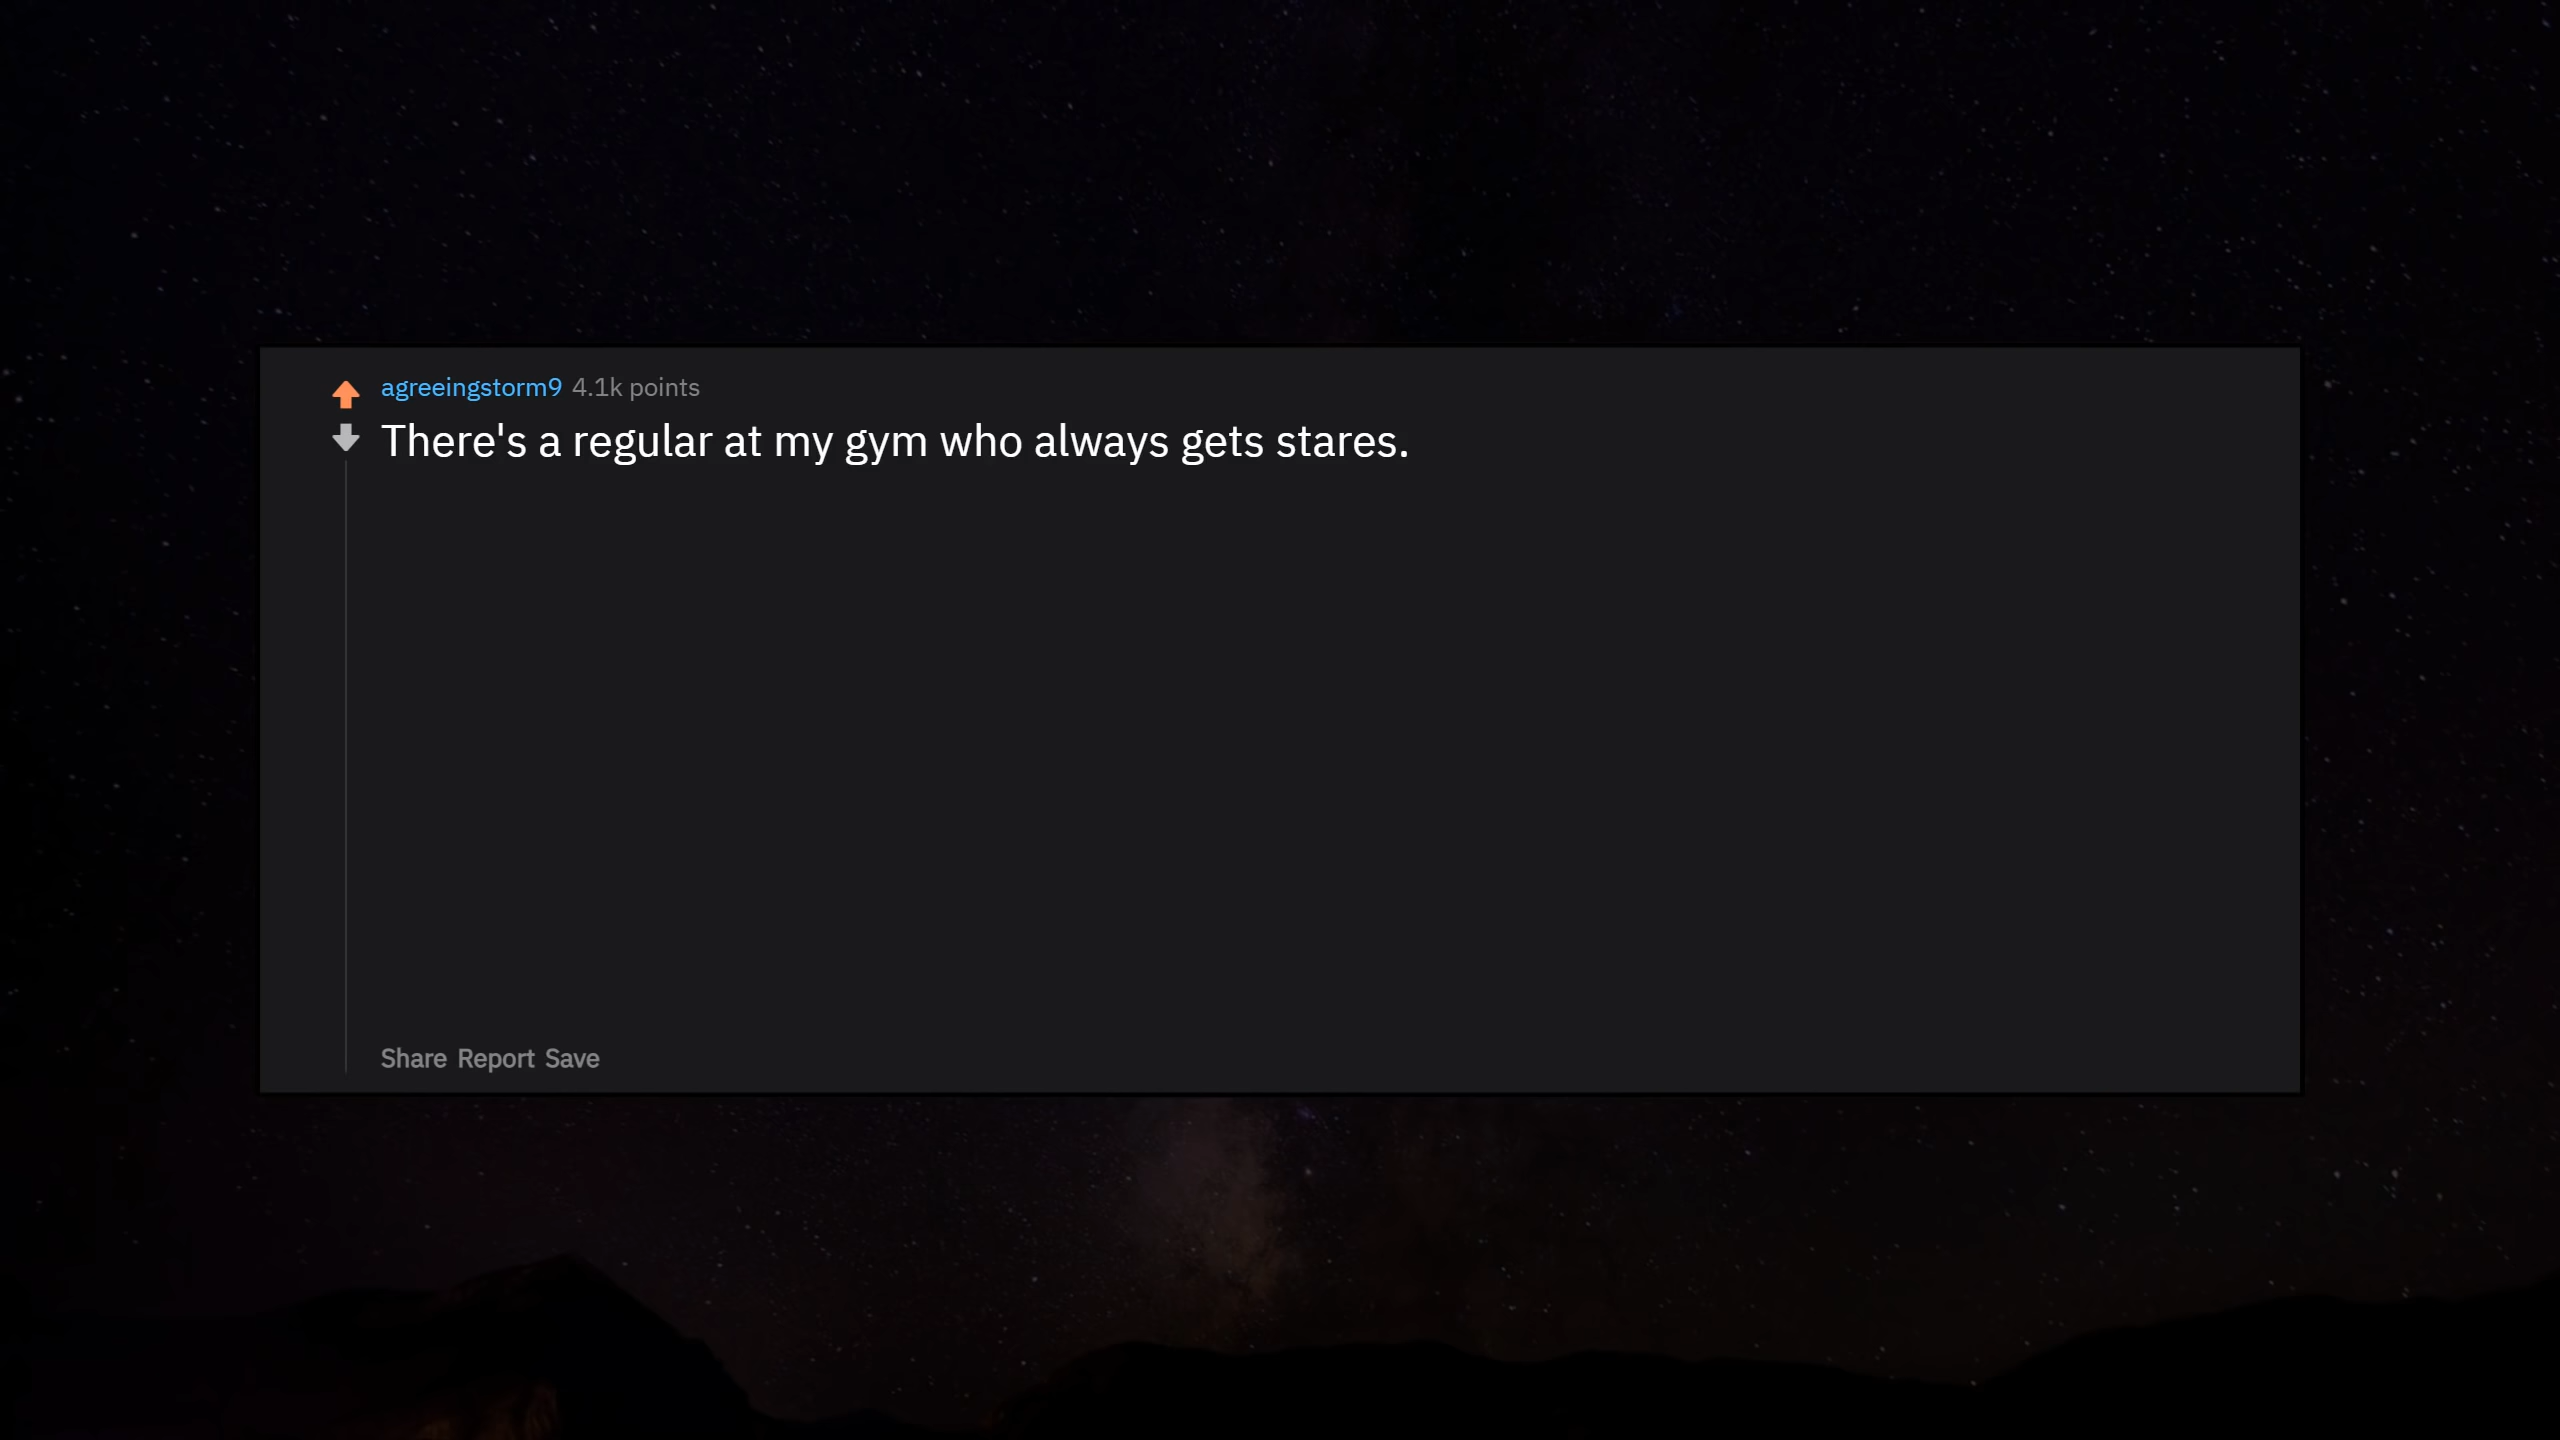 agreeingstorm9 4.1k points
There's a regular at my gym who always gets stares.
Share Report Save